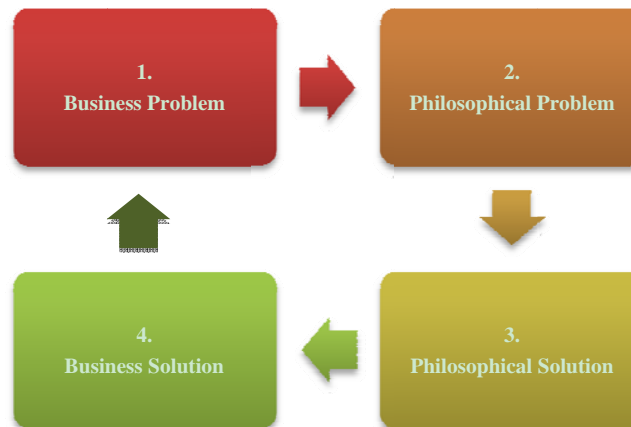 1.
Business Problem
2.
Philosophical Problem
3.
Philosophical Solution
4.
Business Solution